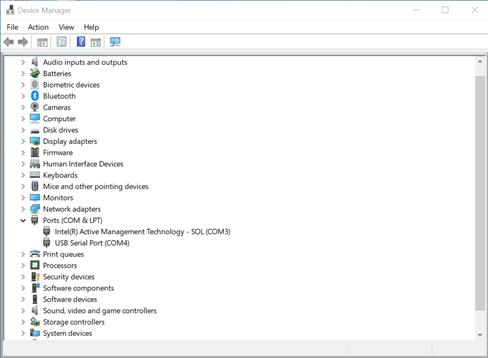 Device Manager
File Action View Help
Audio inputs and outputs
Batteries
Biometric devices
Bluetooth
Cameras
Computer
Disk drives
Display adapters
Firmware
Human Interface Devices
Keyboards
Mice and other pointing devices
Monitors
Network adapters
Ports (COM & LPT)
Intel(R) Active Management Technology - SOL (COM3)
USB Serial Port (COM4)
Print queues
Processors
Security devices
Software components
Software devices
Sound, video and game controllers
Storage controllers
System devices